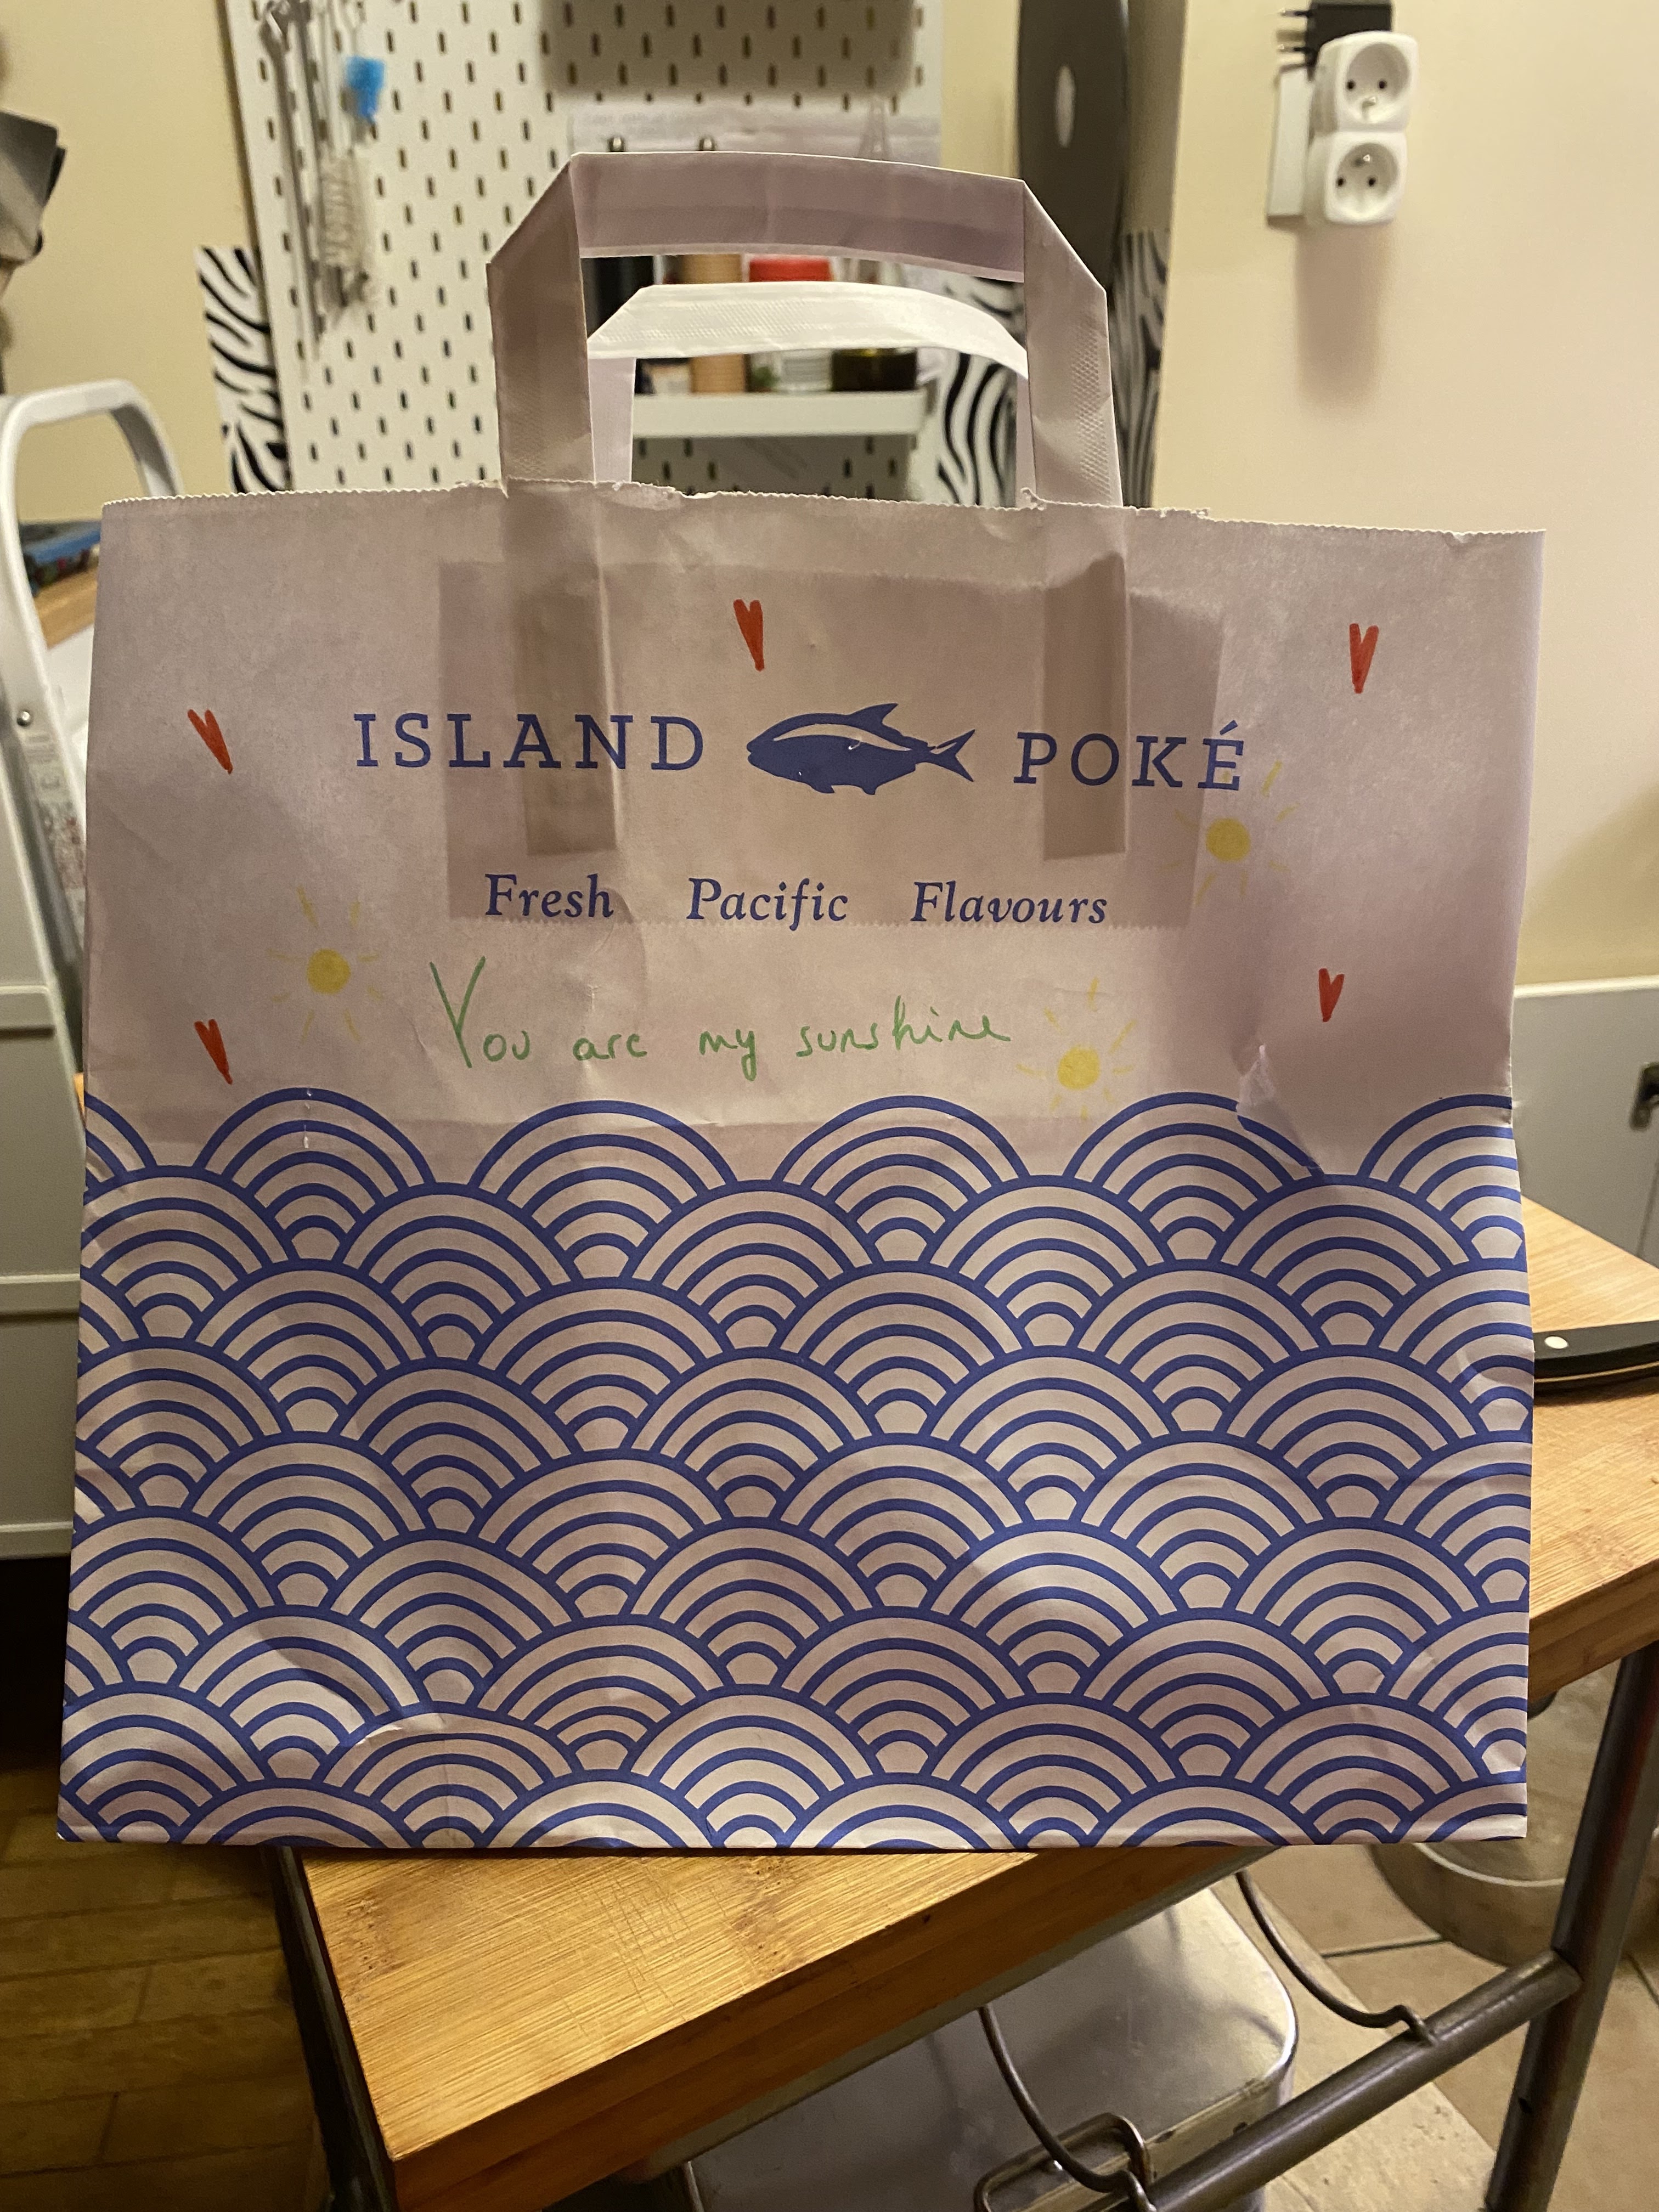 ISLAND POKÉ
Fresh Pacific Flavours
You are my sunshine